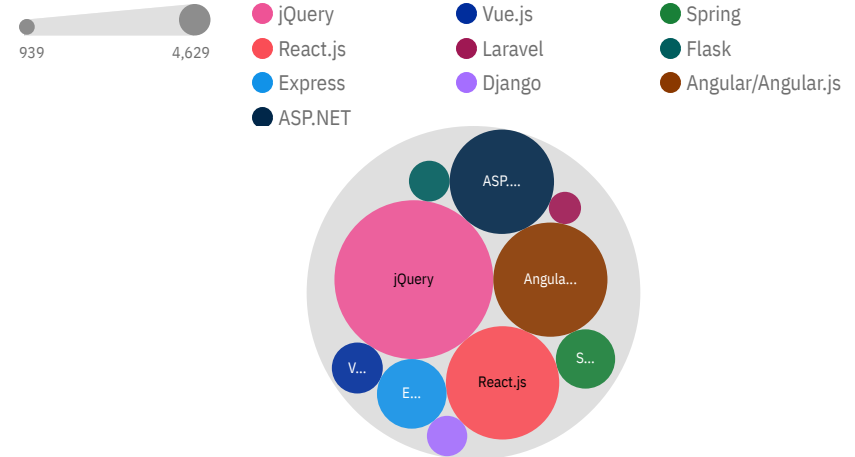 939
4,629
jQuery
Vue.js
Spring
React.js
Laravel
Flask
Express
Django
Angular/Angular.js
ASP.NET
ASP....
jQuery
Angula...
V...
S...
E...
React.js